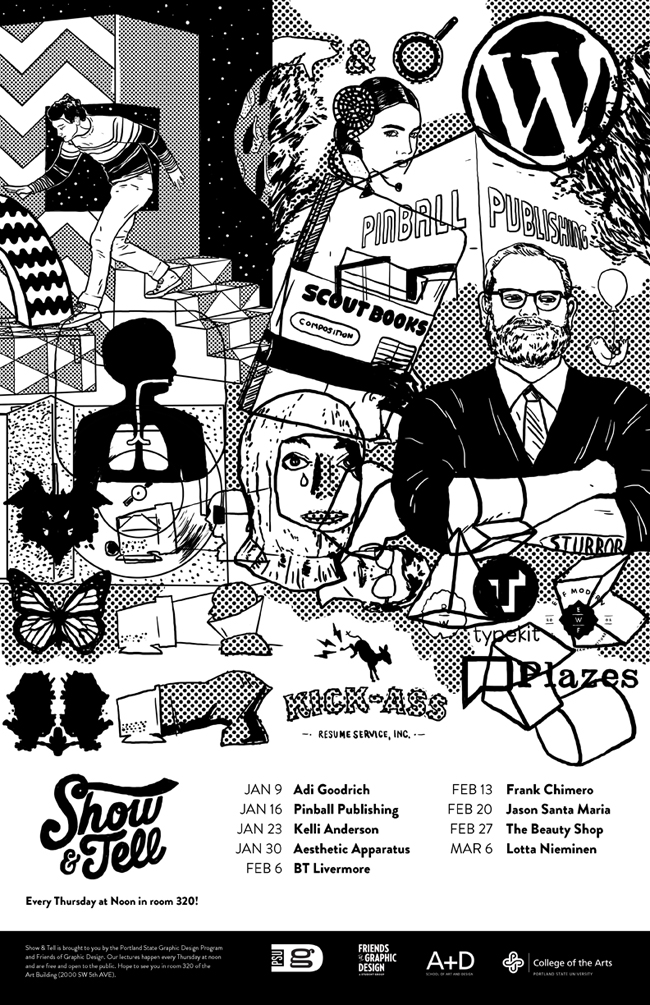 &
W
PINBALL PUBLISHING
SCOUT BOOKS
COMPOSITION
STUBBOR
T
typekit
E W F
Plazes
KICK-ASS
RESUME SERVICE, INC.
Show
& Tell
Every Thursday at Noon in room 320!
JAN 9 Adi Goodrich
JAN 16 Pinball Publishing
JAN 23 Kelli Anderson
JAN 30 Aesthetic Apparatus
FEB 6 BT Livermore
FEB 13 Frank Chimero
FEB 20 Jason Santa Maria
FEB 27 The Beauty Shop
MAR 6 Lotta Nieminen
Show & Tell is brought to you by the Portland State Graphic Design Program
and Friends of Graphic Design. Our lectures happen every Thursday at noon
and are free and open to the public. Hope to see you in room 320 of the
Art Building (2000 SW 5th AVE).
PSU g D
FRIENDS
OF GRAPHIC
DESIGN
A STUDENT GROUP
A+D
SCHOOL OF ART AND DESIGN
College of the Arts
PORTLAND STATE UNIVERSITY